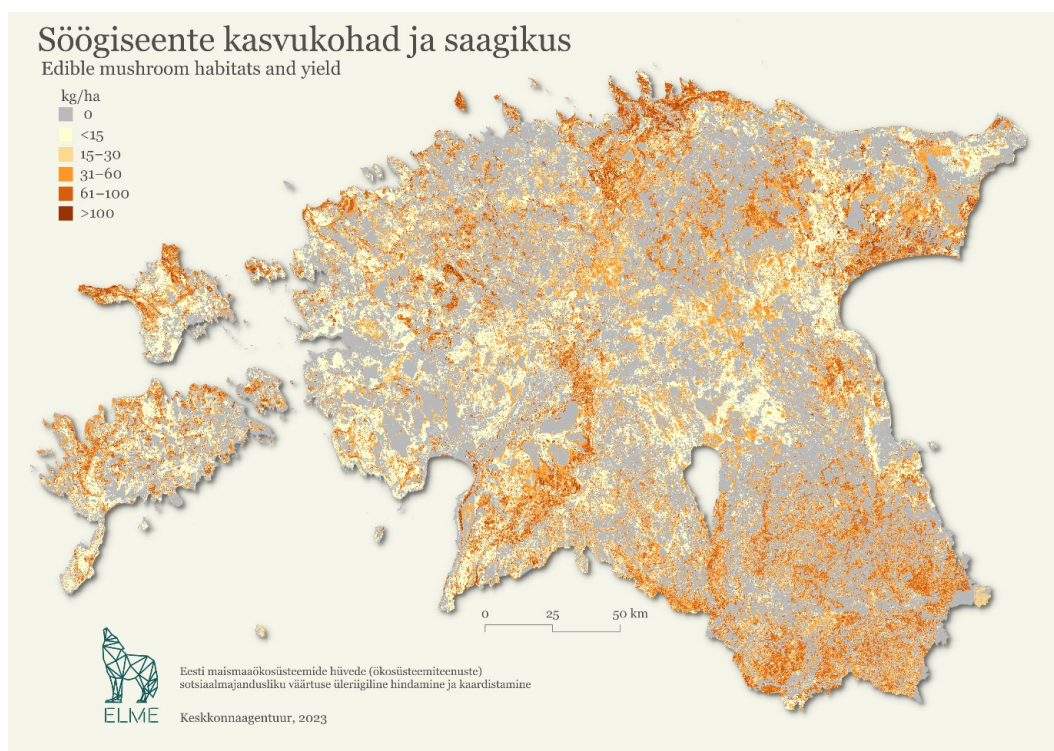 Söögiseente kasvukohad ja saagikus
Edible mushroom habitats and yield
kg/ha
0
<15
15–30
31–60
61–100
>100
0 25 50 km
Eesti maismaaökosüsteemide hüvede (ökosüsteemiteenuste)
sotsiaalmajandusliku väärtuse üleriigiline hindamine ja kaardistamine
ELME
Keskkonnaagentuur, 2023